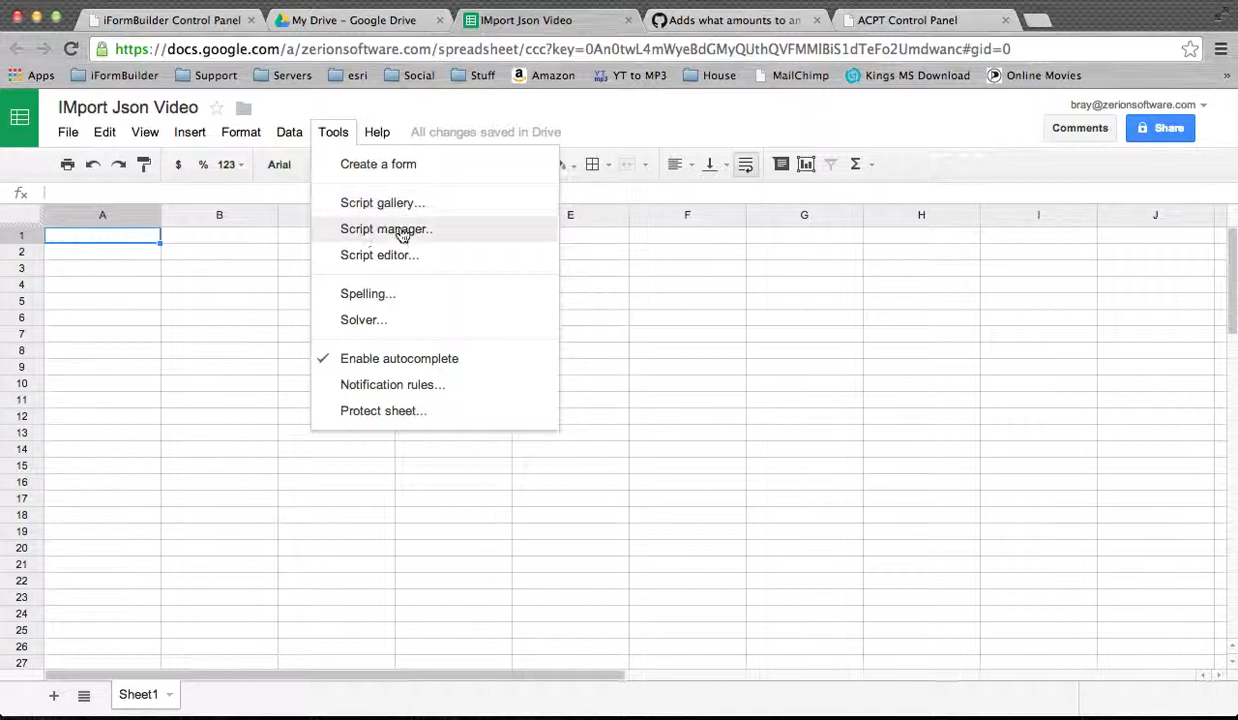 iFormBuilder Control Panel × My Drive – Google Drive × IMport Json Video × Adds what amounts to an × ACPT Control Panel ×
https://docs.google.com/a/zerionsoftware.com/spreadsheet/ccc?key=0An0twL4mWyeBdGMyQUthQVFMMlBiS1dTeFo2Umdwanc#gid=0
Apps iFormBuilder Support Servers esri Social Stuff Amazon YT to MP3 House MailChimp Kings MS Download Online Movies »
IMport Json Video
bray@zerionsoftware.com
File Edit View Insert Format Data Tools Help All changes saved in Drive
Comments Share
$ % 123 Arial Σ
fx
Create a form
Script gallery...
Script manager..
Script editor...
Spelling...
Solver...
Enable autocomplete
Notification rules...
Protect sheet...
A B E F G H I J
1
2
3
4
5
6
7
8
9
10
11
12
13
14
15
16
17
18
19
20
21
22
23
24
25
26
27
+ Sheet1